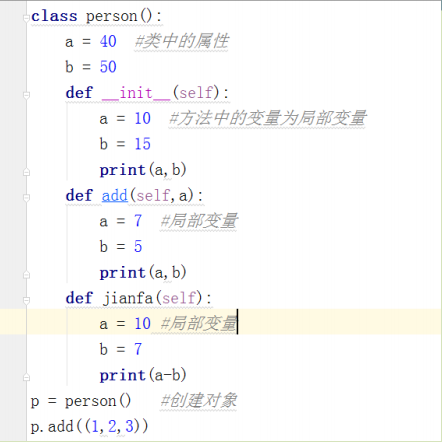 class person():
    a = 40  #类中的属性
    b = 50
    def __init__(self):
        a = 10  #方法中的变量为局部变量
        b = 15
        print(a,b)
    def add(self,a):
        a = 7  #局部变量
        b = 5
        print(a,b)
    def jianfa(self):
        a = 10 #局部变量
        b = 7
        print(a-b)
p = person()   #创建对象
p.add((1,2,3))